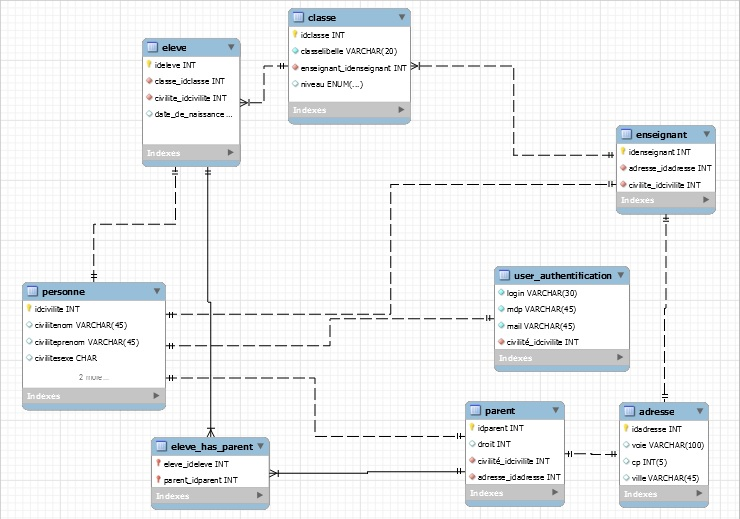 classe
idclasse INT
classelibelle VARCHAR(20)
enseignant_idenseignant INT
niveau ENUM(...)
Indexes
eleve
ideleve INT
classe_idclasse INT
civilite_idcivilite INT
date_de_naissance ...
Indexes
enseignant
idenseignant INT
adresse_idadresse INT
civilite_idcivilite INT
Indexes
personne
idcivilite INT
civilitenom VARCHAR(45)
civiliteprenom VARCHAR(45)
civilitesexe CHAR
2 more...
Indexes
user_authentification
login VARCHAR(30)
mdp VARCHAR(45)
mail VARCHAR(45)
civilité_idcivilite INT
Indexes
parent
idparent INT
droit INT
civilité_idcivilite INT
adresse_idadresse INT
Indexes
adresse
idadresse INT
voie VARCHAR(100)
cp INT(5)
ville VARCHAR(45)
Indexes
eleve_has_parent
eleve_ideleve INT
parent_idparent INT
Indexes